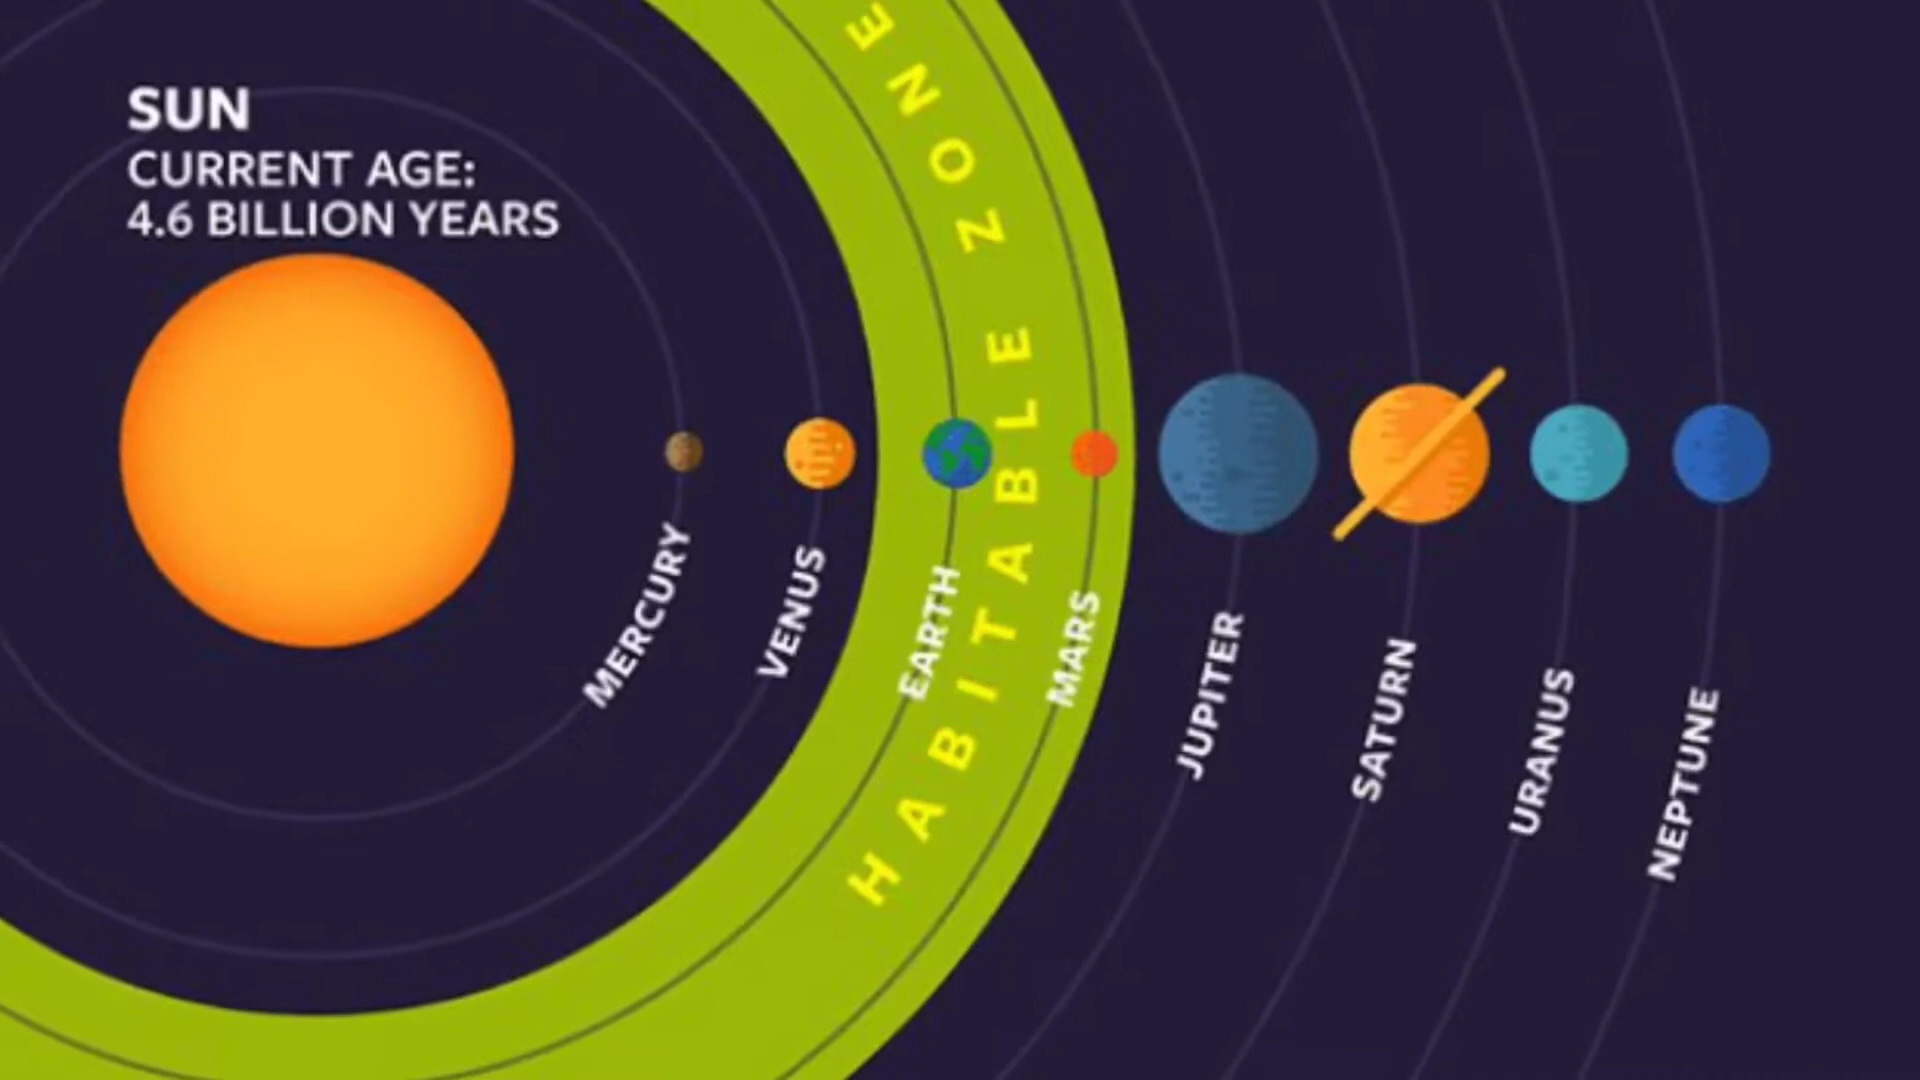 SUN
CURRENT AGE:
4.6 BILLION YEARS
MERCURY
VENUS
EARTH
HABITABLE ZONE
MARS
JUPITER
SATURN
URANUS
NEPTUNE